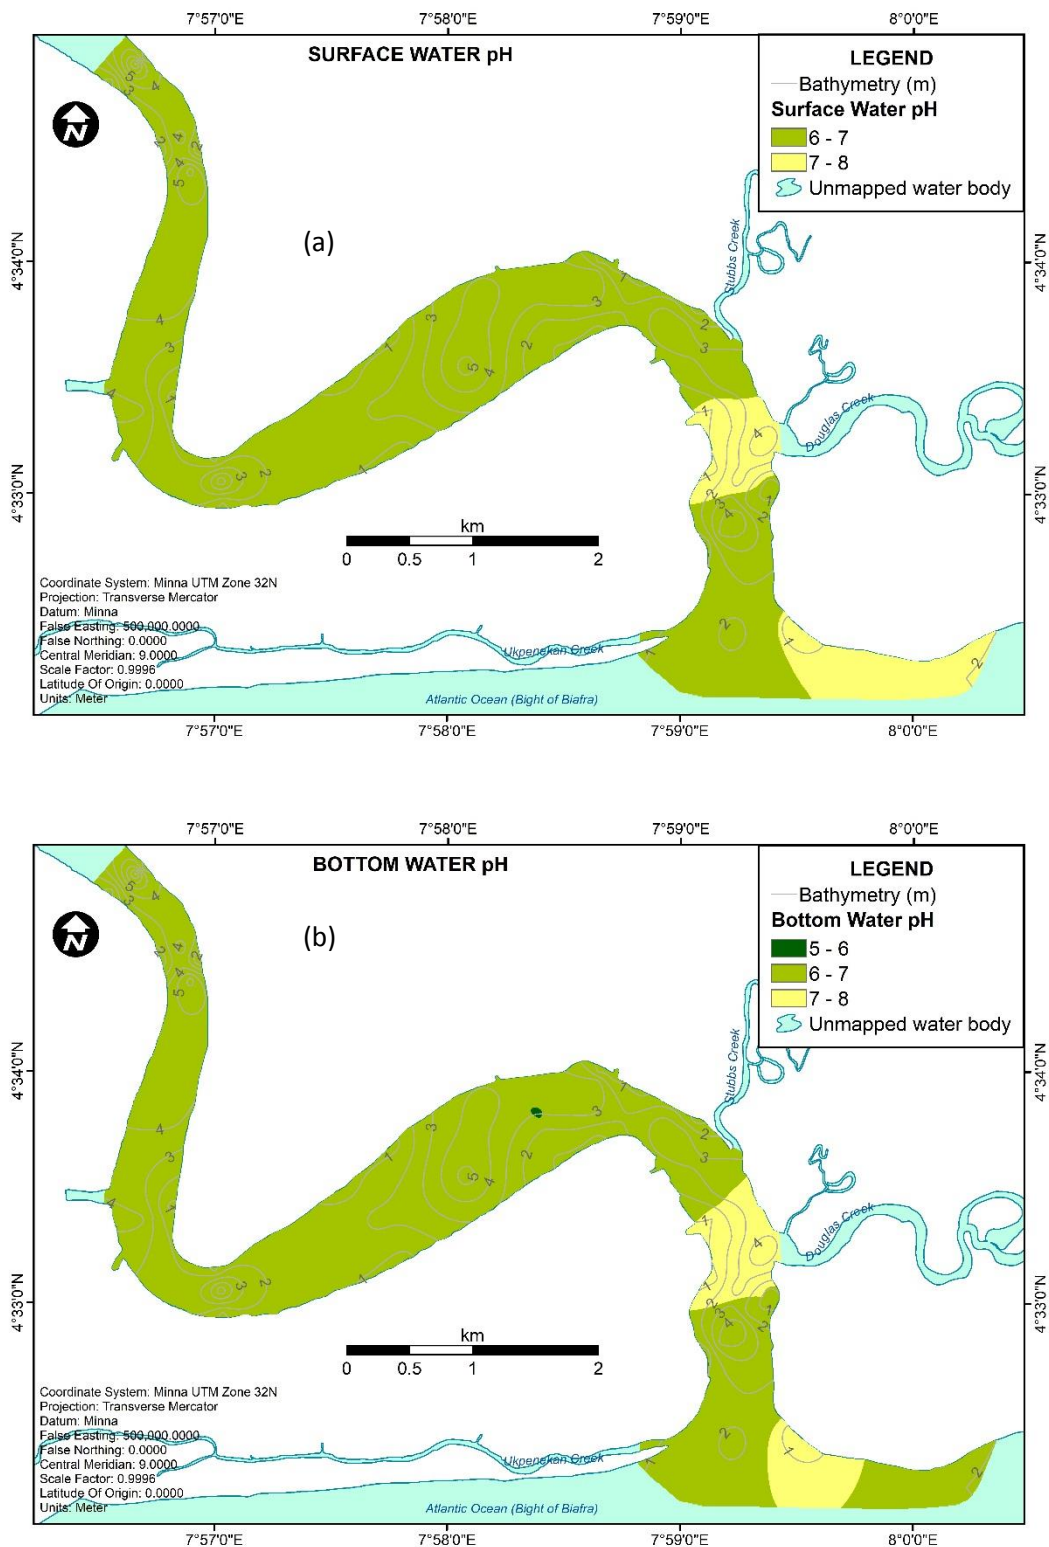 7°57'0"E 7°58'0"E 7°59'0"E 8°0'0"E
SURFACE WATER pH
LEGEND
Bathymetry (m)
Surface Water pH
6 - 7
7 - 8
Unmapped water body
N
(a)
4°34'0"N 4°34'0"N
Stubbs Creek
Douglas Creek
4°33'0"N 4°33'0"N
km
0 0.5 1 2
Coordinate System: Minna UTM Zone 32N
Projection: Transverse Mercator
Datum: Minna
False Easting: 500,000.0000
False Northing: 0.0000
Central Meridian: 9.0000
Scale Factor: 0.9996
Latitude Of Origin: 0.0000
Units: Meter
Ukpenekan Creek
Atlantic Ocean (Bight of Biafra)
7°57'0"E 7°58'0"E 7°59'0"E 8°0'0"E
7°57'0"E 7°58'0"E 7°59'0"E 8°0'0"E
BOTTOM WATER pH
LEGEND
Bathymetry (m)
Bottom Water pH
5 - 6
6 - 7
7 - 8
Unmapped water body
N
(b)
4°34'0"N 4°34'0"N
Stubbs Creek
Douglas Creek
4°33'0"N 4°33'0"N
km
0 0.5 1 2
Coordinate System: Minna UTM Zone 32N
Projection: Transverse Mercator
Datum: Minna
False Easting: 500,000.0000
False Northing: 0.0000
Central Meridian: 9.0000
Scale Factor: 0.9996
Latitude Of Origin: 0.0000
Units: Meter
Ukpenekan Creek
Atlantic Ocean (Bight of Biafra)
7°57'0"E 7°58'0"E 7°59'0"E 8°0'0"E